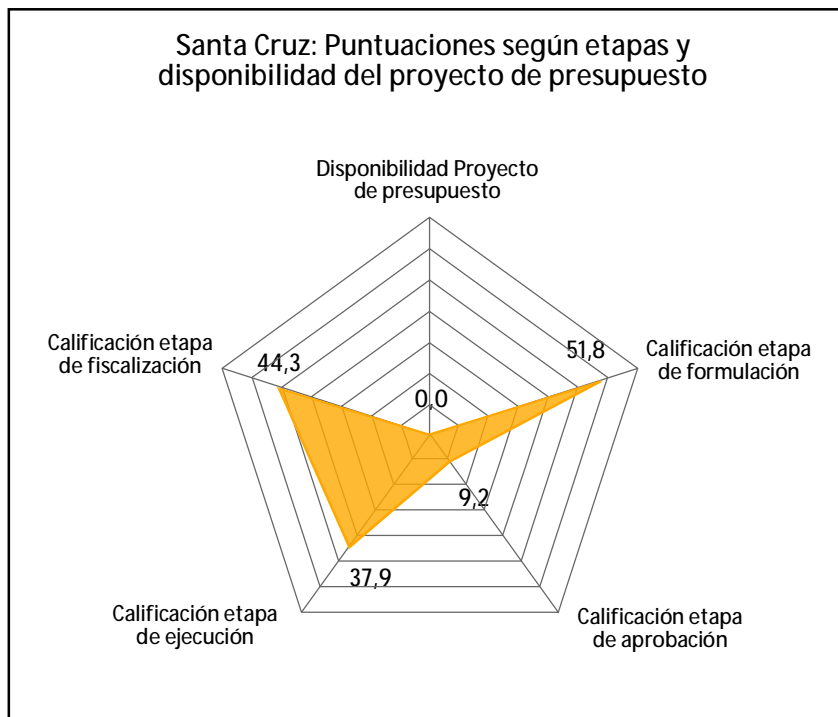 Santa Cruz: Puntuaciones según etapas y
disponibilidad del proyecto de presupuesto
Disponibilidad Proyecto
de presupuesto
51,8
Calificación etapa
de formulación
Calificación etapa
de fiscalización
44,3
0,0
9,2
37,9
Calificación etapa
de ejecución
Calificación etapa
de aprobación